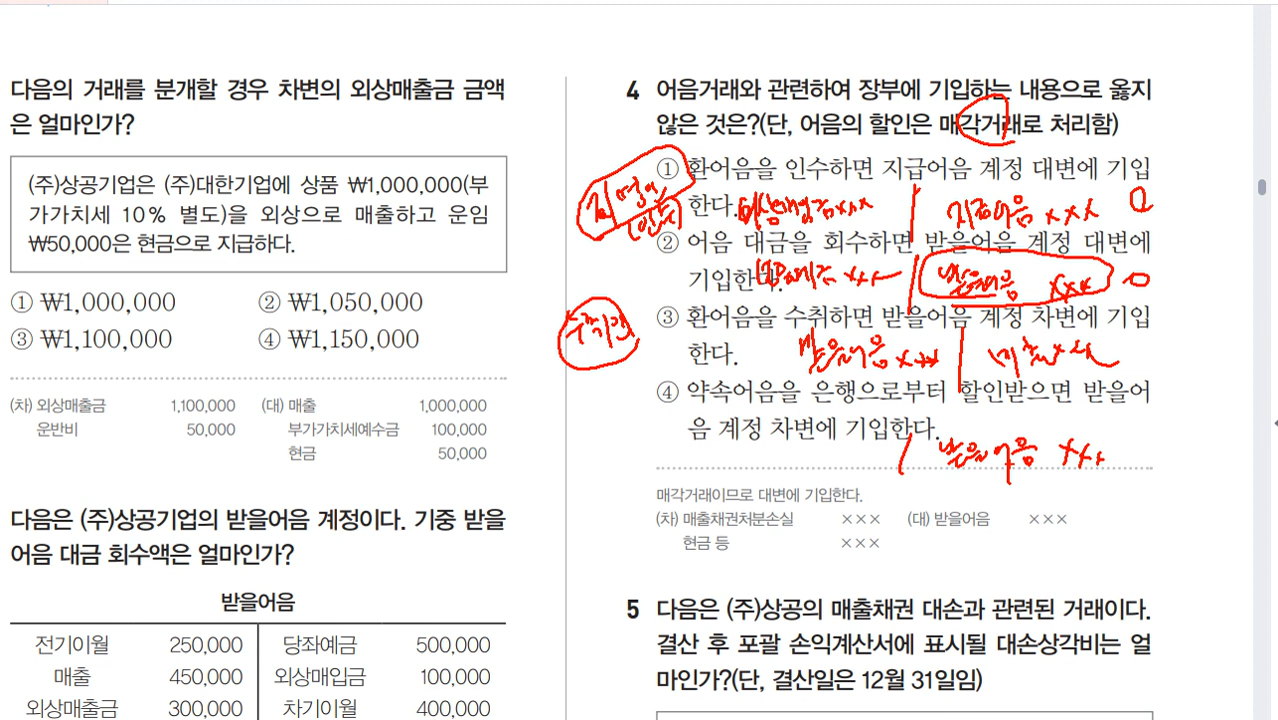 다음의 거래를 분개할 경우 차변의 외상매출금 금액
은 얼마인가?
(주)상공기업은 (주)대한기업에 상품 ₩1,000,000(부
가가치세 10% 별도)을 외상으로 매출하고 운임
₩50,000은 현금으로 지급하다.
① ₩1,000,000 ② ₩1,050,000
③ ₩1,100,000 ④ ₩1,150,000
(차) 외상매출금 1,100,000 (대) 매출 1,000,000
운반비 50,000 부가가치세예수금 100,000
현금 50,000
다음은 (주)상공기업의 받을어음 계정이다. 기중 받을
어음 대금 회수액은 얼마인가?
받을어음
전기이월 250,000 당좌예금 500,000
매출 450,000 외상매입금 100,000
외상매출금 300,000 차기이월 400,000
4 어음거래와 관련하여 장부에 기입하는 내용으로 옳지
않은 것은?(단, 어음의 할인은 매각거래로 처리함)
① 환어음을 인수하면 지급어음 계정 대변에 기입
한다.
지급어음 ×××
② 어음 대금을 회수하면 받을어음 계정 대변에
기입한다.
받을어음 ×××
③ 환어음을 수취하면 받을어음 계정 차변에 기입
한다.
받을어음 ××× 매출 ×××
④ 약속어음을 은행으로부터 할인받으면 받을어
음 계정 차변에 기입한다.
받을어음 ×××
매각거래이므로 대변에 기입한다.
(차) 매출채권처분손실 ××× (대) 받을어음 ×××
현금 등 ×××
5 다음은 (주)상공의 매출채권 대손과 관련된 거래이다.
결산 후 포괄 손익계산서에 표시될 대손상각비는 얼
마인가?(단, 결산일은 12월 31일임)